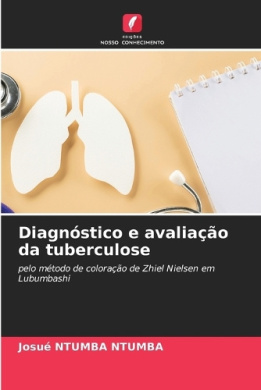 edições
NOSSO CONHECIMENTO
Diagnóstico e avaliação
da tuberculose
pelo método de coloração de Zhiel Nielsen em
Lubumbashi
Josué NTUMBA NTUMBA